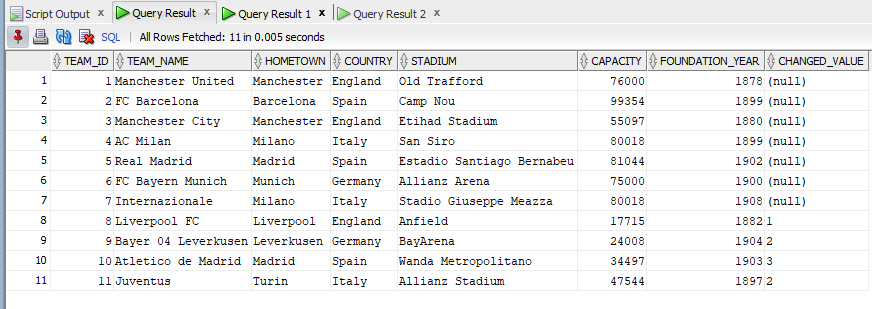 Script Output x Query Result x Query Result 1 x Query Result 2 x
SQL | All Rows Fetched: 11 in 0.005 seconds
TEAM_ID TEAM_NAME HOMETOWN COUNTRY STADIUM CAPACITY FOUNDATION_YEAR CHANGED_VALUE
1 1 Manchester United Manchester England Old Trafford 76000 1878 (null)
2 2 FC Barcelona Barcelona Spain Camp Nou 99354 1899 (null)
3 3 Manchester City Manchester England Etihad Stadium 55097 1880 (null)
4 4 AC Milan Milano Italy San Siro 80018 1899 (null)
5 5 Real Madrid Madrid Spain Estadio Santiago Bernabeu 81044 1902 (null)
6 6 FC Bayern Munich Munich Germany Allianz Arena 75000 1900 (null)
7 7 Internazionale Milano Italy Stadio Giuseppe Meazza 80018 1908 (null)
8 8 Liverpool FC Liverpool England Anfield 17715 1882 1
9 9 Bayer 04 Leverkusen Leverkusen Germany BayArena 24008 1904 2
10 10 Atletico de Madrid Madrid Spain Wanda Metropolitano 34497 1903 3
11 11 Juventus Turin Italy Allianz Stadium 47544 1897 2